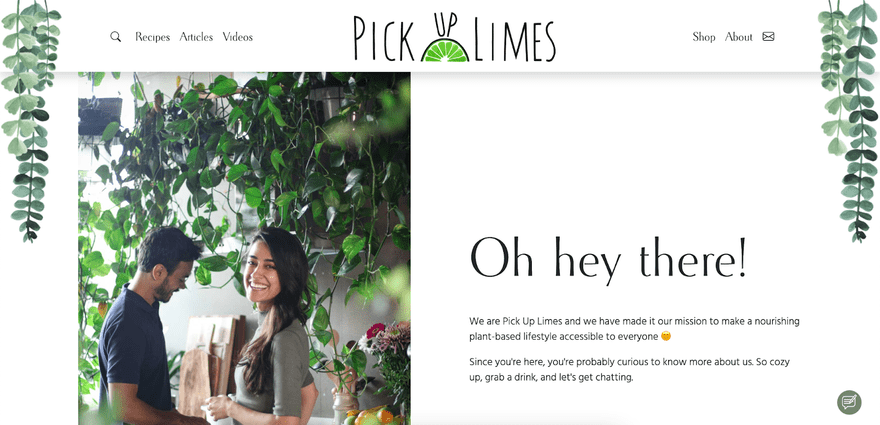 Recipes Articles Videos
PICK UP LIMES
Shop About
Oh hey there!
We are Pick Up Limes and we have made it our mission to make a nourishing
plant-based lifestyle accessible to everyone 😊
Since you're here, you're probably curious to know more about us. So cozy
up, grab a drink, and let's get chatting.